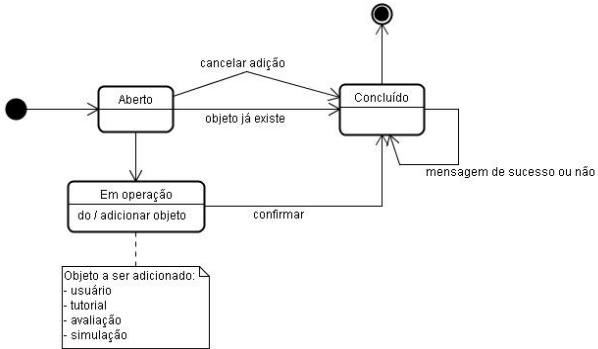 cancelar adição
Aberto
Concluído
objeto já existe
mensagem de sucesso ou não
Em operação
do / adicionar objeto
confirmar
Objeto a ser adicionado:
- usuário
- tutorial
- avaliação
- simulação